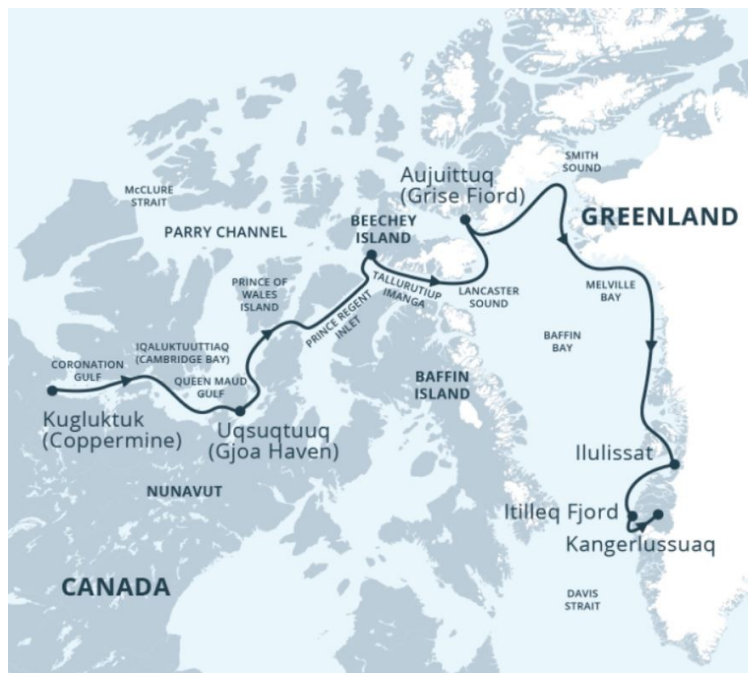 SMITH
SOUND
Aujuittuq
(Grise Fiord)
McCLURE
STRAIT
GREENLAND
BEECHEY
ISLAND
PARRY CHANNEL
PRINCE OF
WALES
ISLAND
TALLURUTIUP
IMANGA
LANCASTER
SOUND
MELVILLE
BAY
PRINCE REGENT
INLET
BAFFIN
BAY
IQALUKTUUTTIAQ
(CAMBRIDGE BAY)
CORONATION
GULF
QUEEN MAUD
GULF
BAFFIN
ISLAND
Kugluktuk
(Coppermine)
Uqsuqtuuq
(Gjoa Haven)
Ilulissat
NUNAVUT
Itilleq Fjord
Kangerlussuaq
CANADA
DAVIS
STRAIT